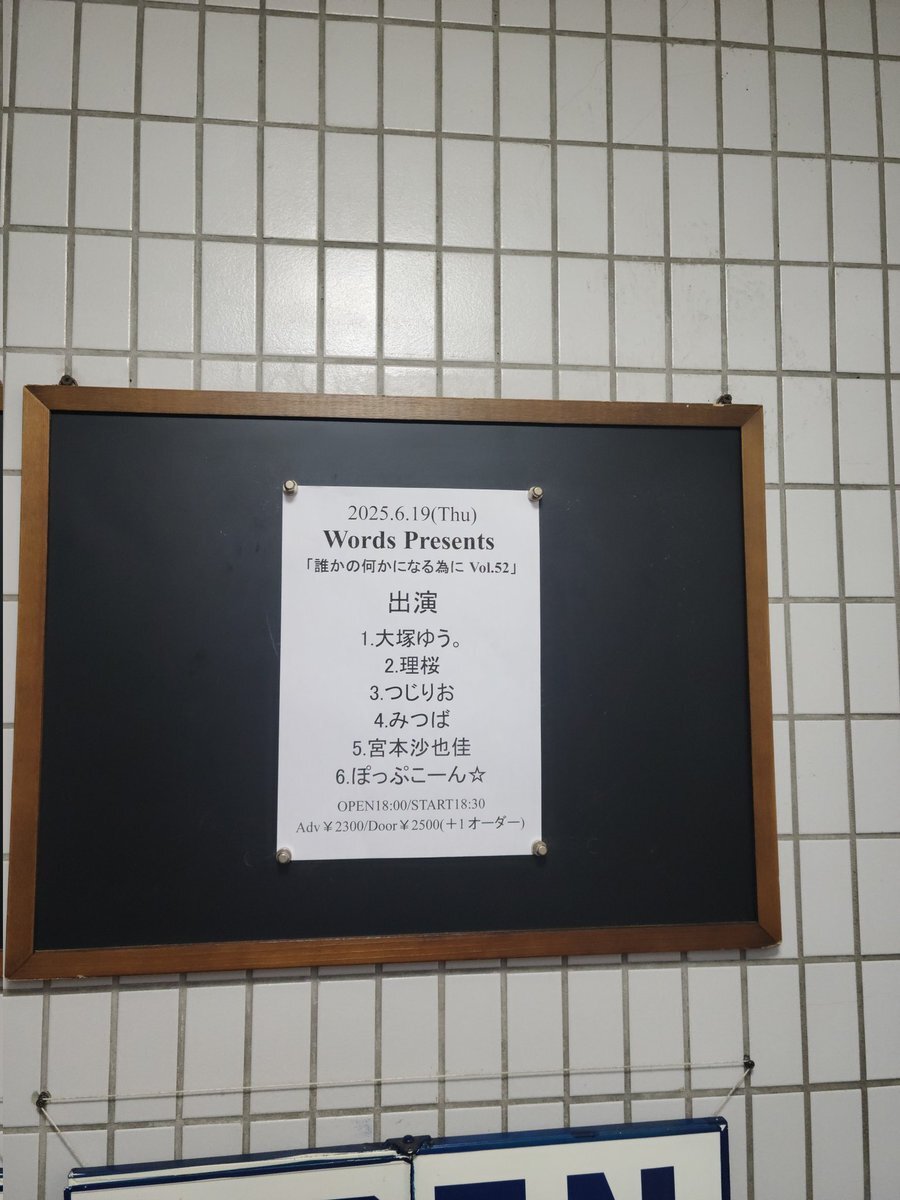 2025.6.19(Thu)
Words Presents
「誰かの何かになる為に Vol.52」
出演
1.大塚ゆう。
2.理桜
3.つじりお
4.みつば
5.宮本沙也佳
6.ぽっぷこーん☆
OPEN18:00/START18:30
Adv￥2300/Door￥2500(＋1オーダー)